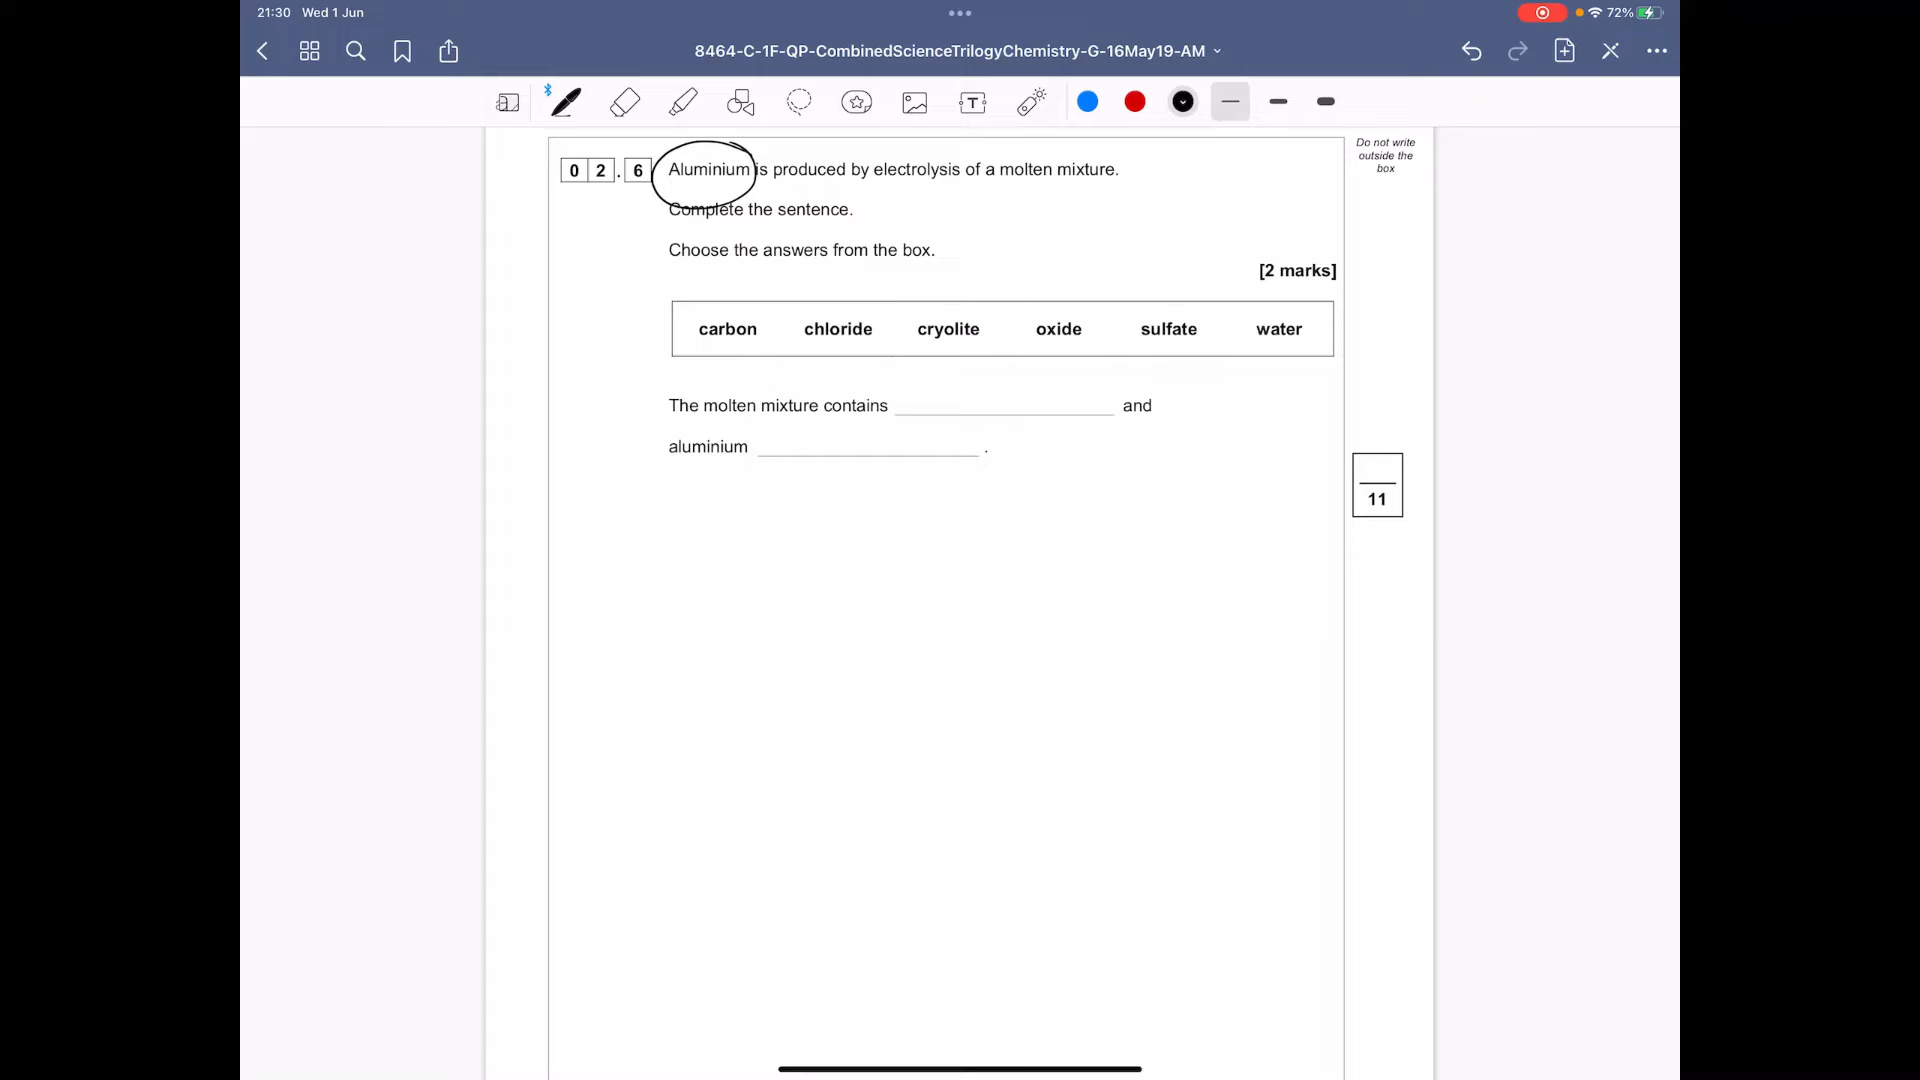 21:30 Wed 1 Jun
72%
8464-C-1F-QP-CombinedScienceTrilogyChemistry-G-16May19-AM
T
Do not write
outside the
box
0 2 . 6 Aluminium is produced by electrolysis of a molten mixture.
Complete the sentence.
Choose the answers from the box.
[2 marks]
carbon chloride cryolite oxide sulfate water
The molten mixture contains ______ and
aluminium ______ .
11